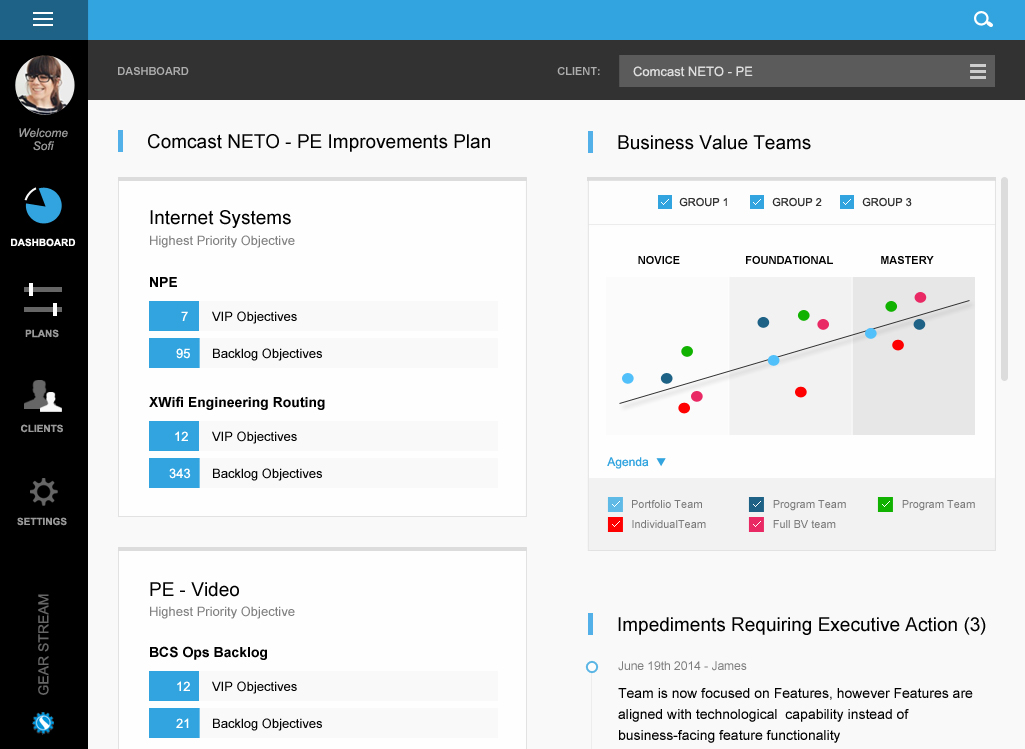 DASHBOARD
CLIENT:
Comcast NETO - PE
Welcome
Sofi
DASHBOARD
PLANS
CLIENTS
SETTINGS
GEAR STREAM
Comcast NETO - PE Improvements Plan
Internet Systems
Highest Priority Objective
NPE
7 VIP Objectives
95 Backlog Objectives
XWifi Engineering Routing
12 VIP Objectives
343 Backlog Objectives
PE - Video
Highest Priority Objective
BCS Ops Backlog
12 VIP Objectives
21 Backlog Objectives
Business Value Teams
GROUP 1 GROUP 2 GROUP 3
NOVICE FOUNDATIONAL MASTERY
Agenda
Portfolio Team Program Team Program Team
IndividualTeam Full BV team
Impediments Requiring Executive Action (3)
June 19th 2014 - James
Team is now focused on Features, however Features are
aligned with technological capability instead of
business-facing feature functionality